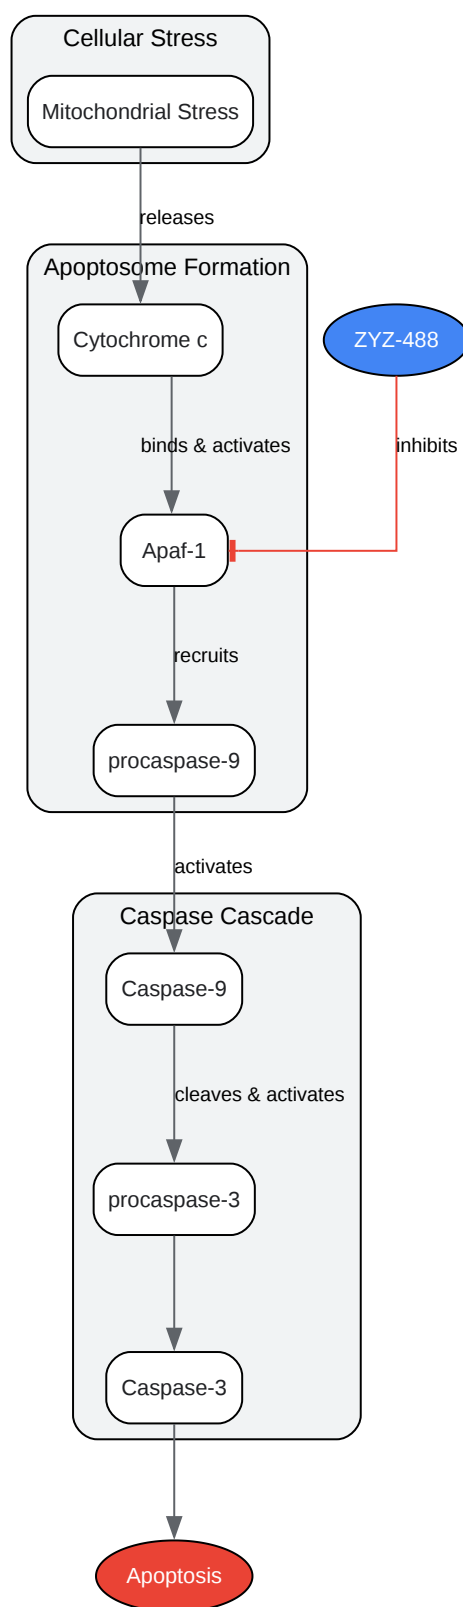 Cellular Stress
Mitochondrial Stress
releases
Apoptosome Formation
Cytochrome c
ZYZ-488
binds & activates
inhibits
Apaf-1
recruits
procaspase-9
activates
Caspase Cascade
Caspase-9
cleaves & activates
procaspase-3
Caspase-3
Apoptosis